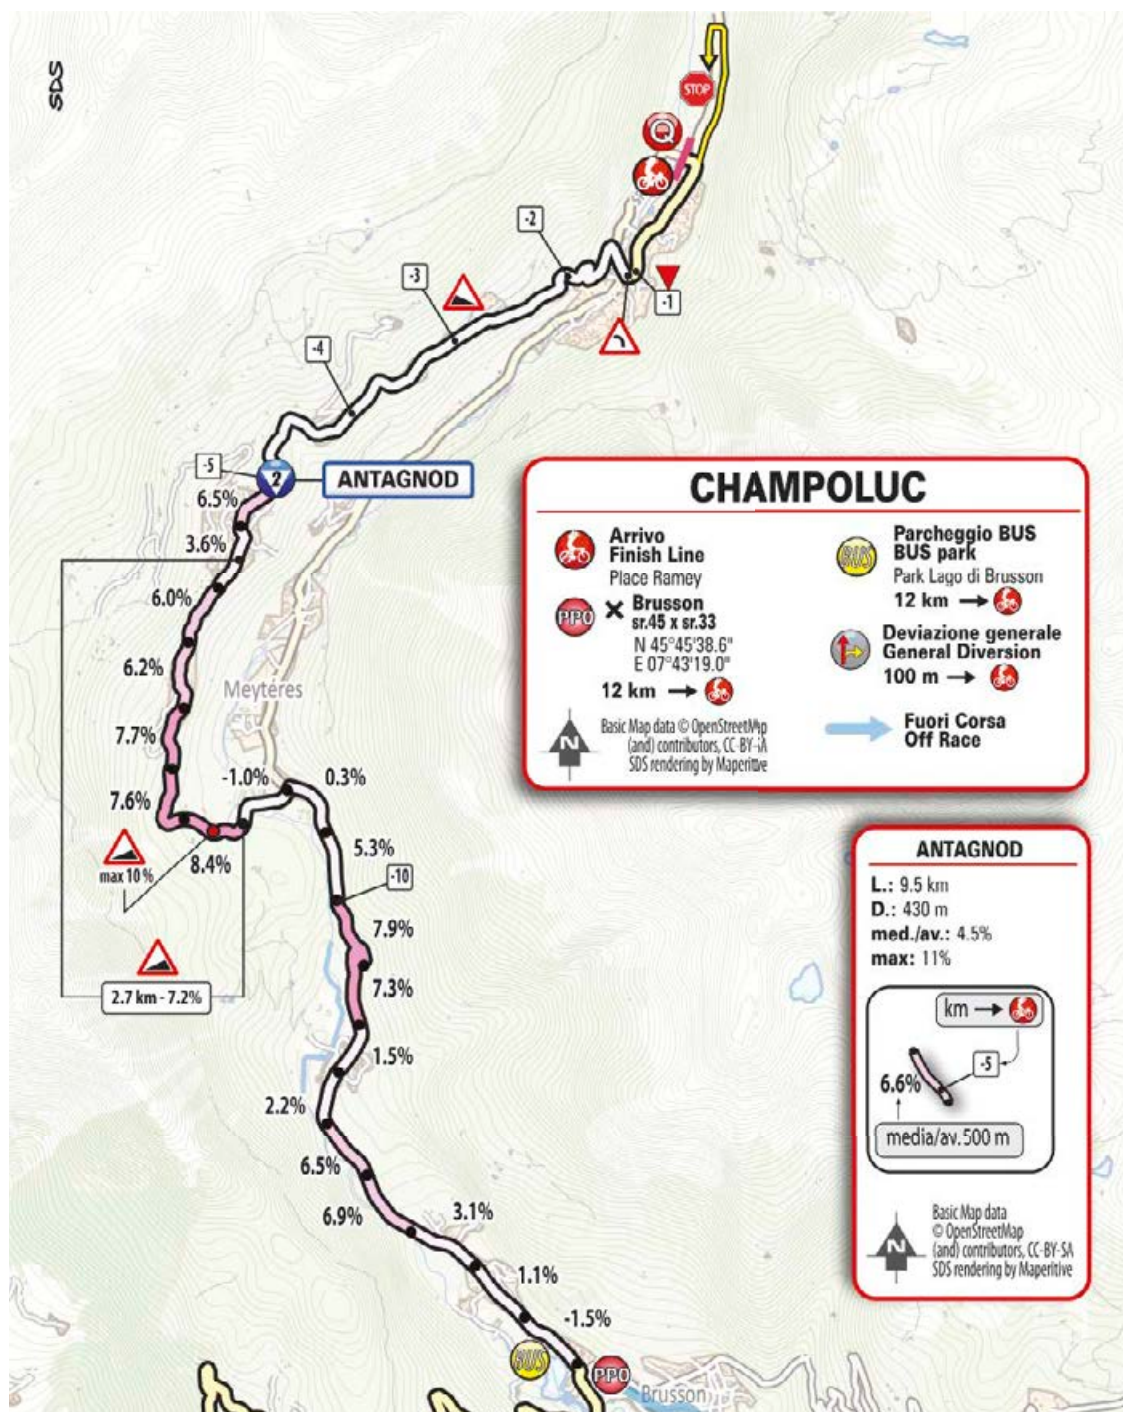 SDS
STOP
Q
-2
-3
-1
-4
-5
2
ANTAGNOD
6.5%
3.6%
6.0%
6.2%
Meytéres
7.7%
-1.0%
0.3%
7.6%
5.3%
max 10 %
8.4%
-10
7.9%
2.7 km - 7.2%
7.3%
1.5%
2.2%
6.5%
6.9%
3.1%
1.1%
-1.5%
BUS
PPO
Brusson
CHAMPOLUC
Arrivo
Finish Line
Place Ramey
PPO
Brusson
sr.45 x sr.33
N 45°45'38.6"
E 07°43'19.0"
12 km
N
Basic Map data © OpenStreetMap
(and) contributors, CC-BY-SA
SDS rendering by Maperitive
BUS
Parcheggio BUS
BUS park
Park Lago di Brusson
12 km
Deviazione generale
General Diversion
100 m
Fuori Corsa
Off Race
ANTAGNOD
L.: 9.5 km
D.: 430 m
med./av.: 4.5%
max: 11%
km
-5
6.6%
media/av.500 m
N
Basic Map data
© OpenStreetMap
(and) contributors, CC-BY-SA
SDS rendering by Maperitive